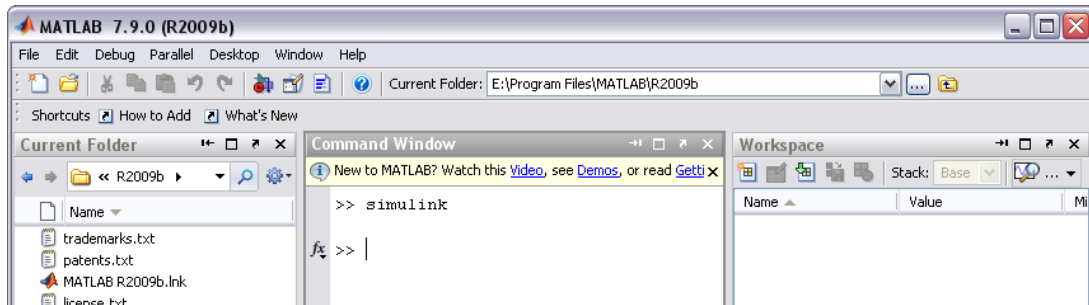 MATLAB 7.9.0 (R2009b)
File Edit Debug Parallel Desktop Window Help
Current Folder: E:\Program Files\MATLAB\R2009b
Shortcuts How to Add What's New
Current Folder
« R2009b
Name
trademarks.txt
patents.txt
MATLAB R2009b.lnk
license.txt
Command Window
New to MATLAB? Watch this Video, see Demos, or read Getti
>> simulink
fx >>
Workspace
Stack: Base
Name Value Mi